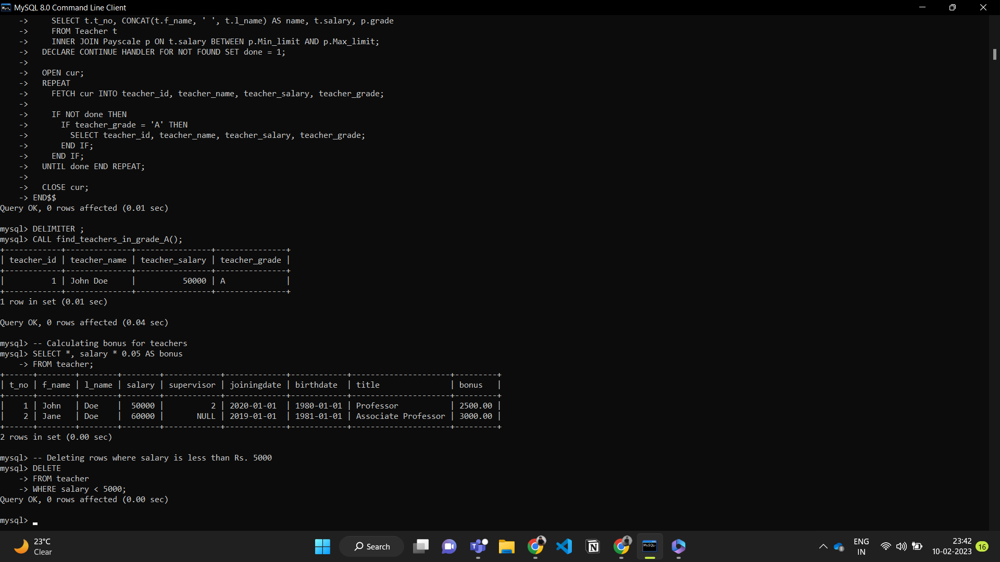 MySQL 8.0 Command Line Client
    ->     SELECT t.t_no, CONCAT(t.f_name, ' ', t.l_name) AS name, t.salary, p.grade
    ->     FROM Teacher t
    ->     INNER JOIN Payscale p ON t.salary BETWEEN p.Min_limit AND p.Max_limit;
    ->   DECLARE CONTINUE HANDLER FOR NOT FOUND SET done = 1;
    ->
    ->   OPEN cur;
    ->   REPEAT
    ->     FETCH cur INTO teacher_id, teacher_name, teacher_salary, teacher_grade;
    ->
    ->     IF NOT done THEN
    ->       IF teacher_grade = 'A' THEN
    ->         SELECT teacher_id, teacher_name, teacher_salary, teacher_grade;
    ->       END IF;
    ->     END IF;
    ->   UNTIL done END REPEAT;
    ->
    ->   CLOSE cur;
    -> END$$
Query OK, 0 rows affected (0.01 sec)

mysql> DELIMITER ;
mysql> CALL find_teachers_in_grade_A();
+------------+--------------+----------------+---------------+
| teacher_id | teacher_name | teacher_salary | teacher_grade |
+------------+--------------+----------------+---------------+
|          1 | John Doe     |          50000 | A             |
+------------+--------------+----------------+---------------+
1 row in set (0.01 sec)

Query OK, 0 rows affected (0.04 sec)

mysql> -- Calculating bonus for teachers
mysql> SELECT *, salary * 0.05 AS bonus
    -> FROM teacher;
+------+--------+--------+--------+------------+-------------+------------+---------------------+---------+
| t_no | f_name | l_name | salary | supervisor | joiningdate | birthdate  | title               | bonus   |
+------+--------+--------+--------+------------+-------------+------------+---------------------+---------+
|    1 | John   | Doe    |  50000 |          2 | 2020-01-01  | 1980-01-01 | Professor           | 2500.00 |
|    2 | Jane   | Doe    |  60000 |       NULL | 2019-01-01  | 1981-01-01 | Associate Professor | 3000.00 |
+------+--------+--------+--------+------------+-------------+------------+---------------------+---------+
2 rows in set (0.00 sec)

mysql> -- Deleting rows where salary is less than Rs. 5000
mysql> DELETE
    -> FROM teacher
    -> WHERE salary < 5000;
Query OK, 0 rows affected (0.00 sec)

mysql>
23°C
Clear
Search
ENG
IN
23:42
10-02-2023
16